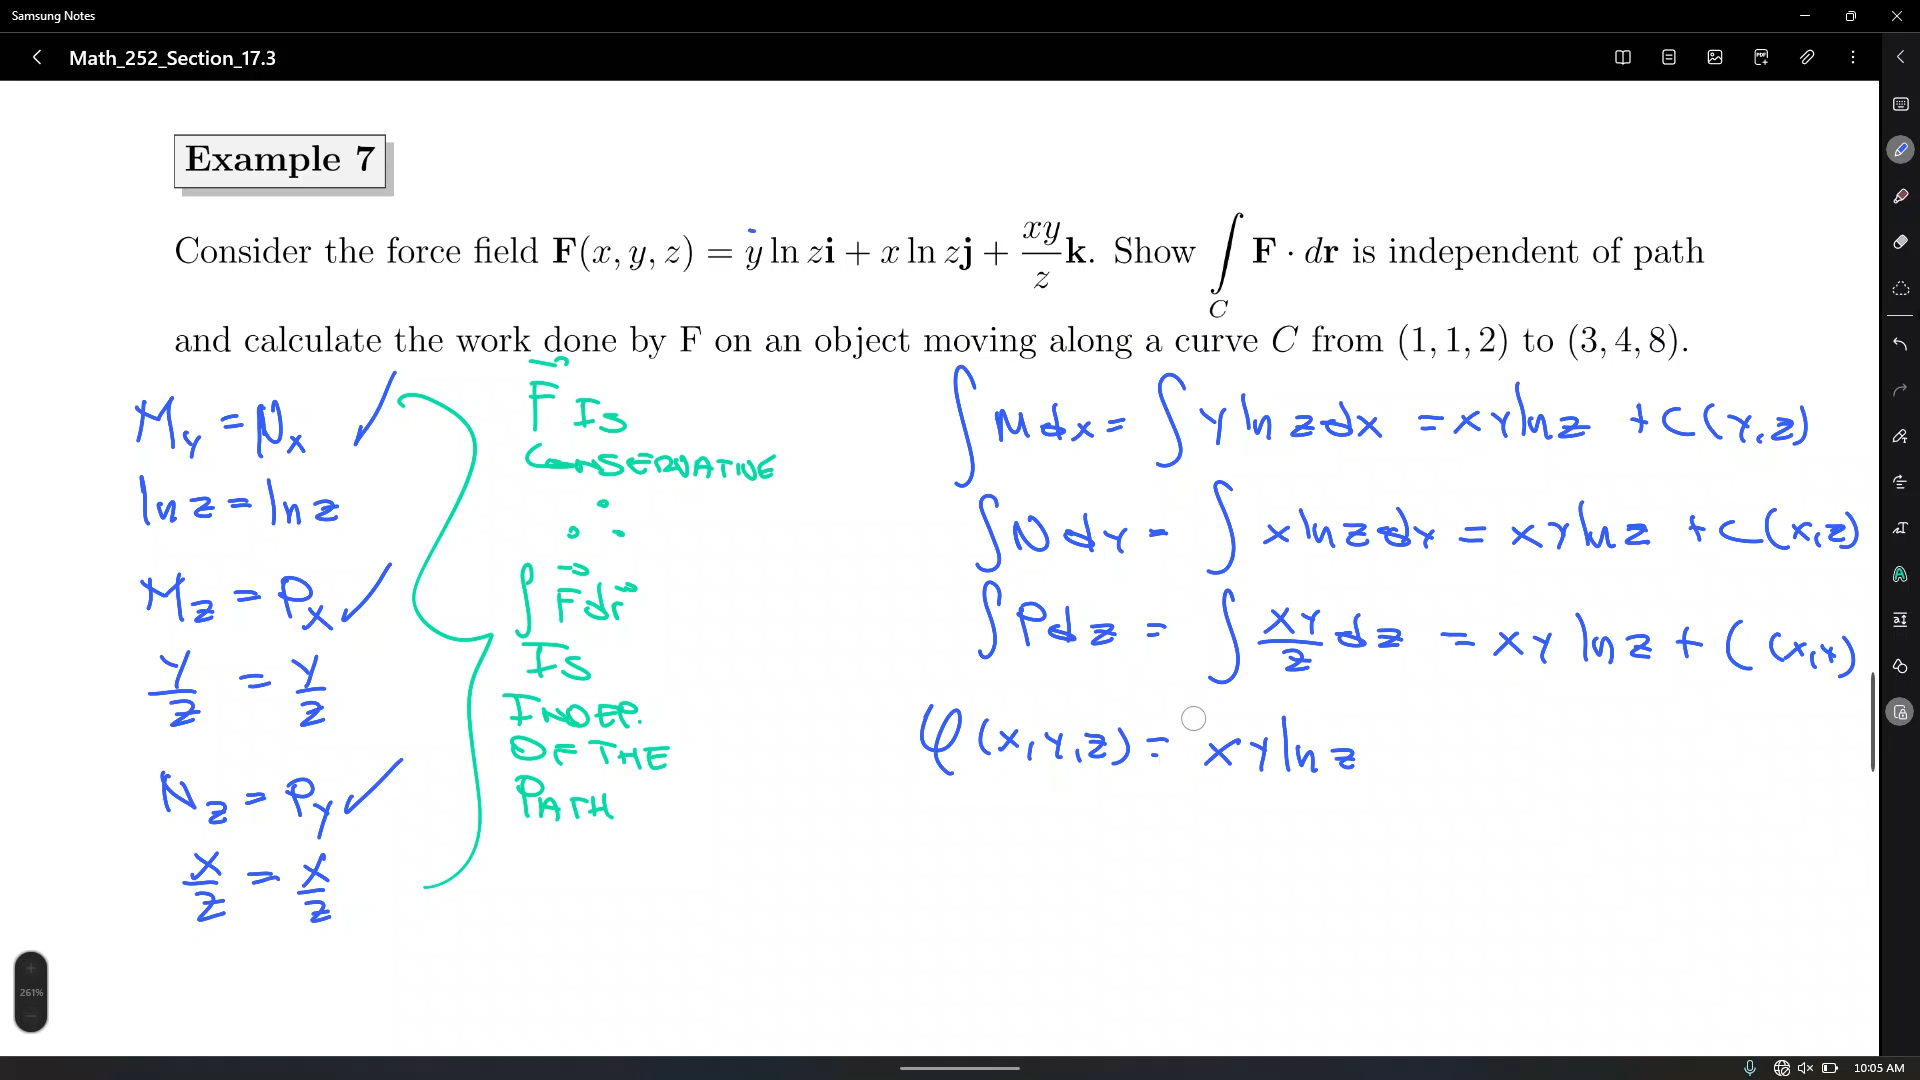 Samsung Notes
Math_252_Section_17.3
Example 7
Consider the force field F(x, y, z) = y ln zi + x ln zj + xy/z k. Show ∫_C F · dr is independent of path
and calculate the work done by F on an object moving along a curve C from (1, 1, 2) to (3, 4, 8).
M_y = N_x ✓
ln z = ln z
M_z = P_x ✓
y/z = y/z
N_z = P_y ✓
x/z = x/z
F⃗ IS
CONSERVATIVE
∴
∫ F⃗ dr⃗
IS
INDEP.
OF THE
PATH
∫ M dx = ∫ y ln z dx = xy ln z + C(y,z)
∫ N dy = ∫ x ln z dy = xy ln z + C(x,z)
∫ P dz = ∫ xy/z dz = xy ln z + C(x,y)
φ(x,y,z) = xy ln z
261%
10:05 AM